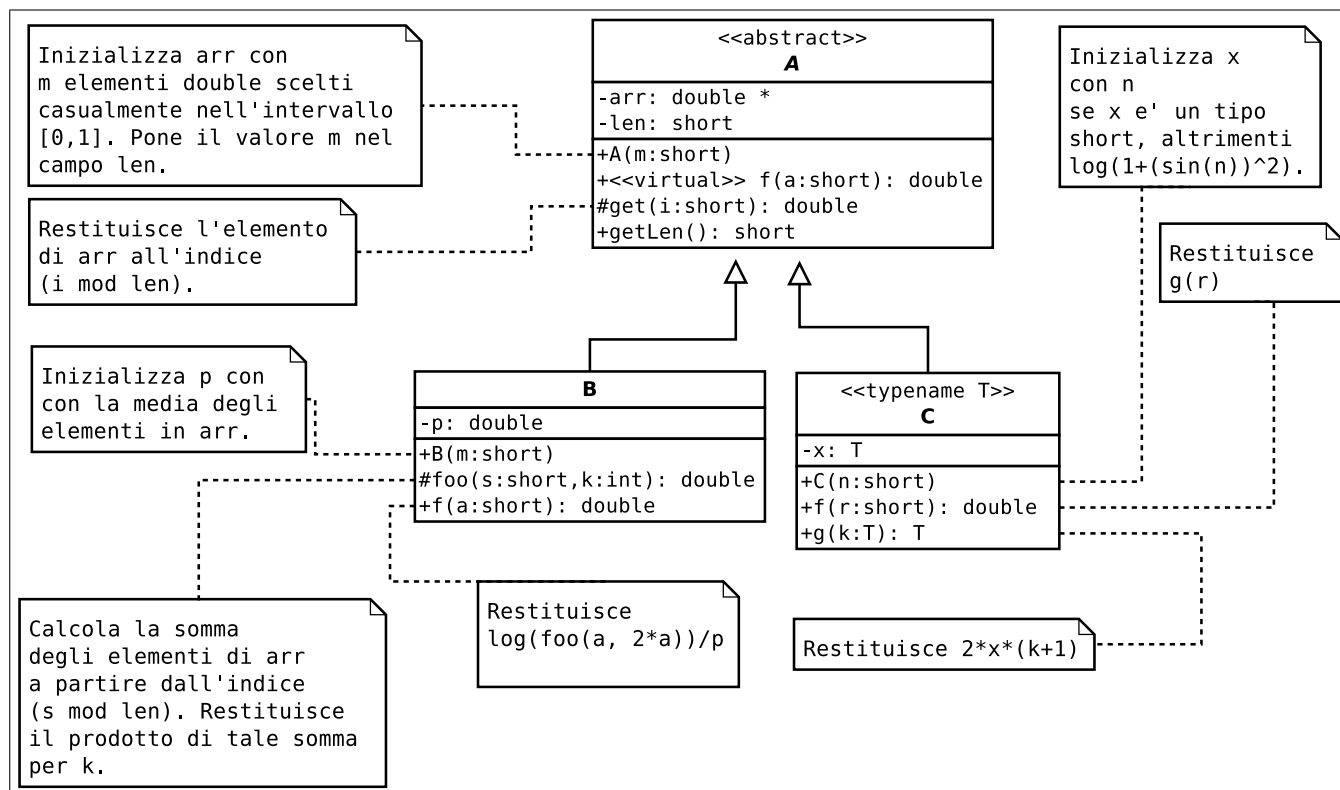 Inizializza arr con
m elementi double scelti
casualmente nell'intervallo
[0,1]. Pone il valore m nel
campo len.
<<abstract>>
A
-arr: double *
-len: short
+A(m:short)
+<<virtual>> f(a:short): double
#get(i:short): double
+getLen(): short
Inizializza x
con n
se x e' un tipo
short, altrimenti
log(1+(sin(n))^2).
Restituisce l'elemento
di arr all'indice
(i mod len).
Restituisce
g(r)
Inizializza p con
con la media degli
elementi in arr.
B
-p: double
+B(m:short)
#foo(s:short,k:int): double
+f(a:short): double
<<typename T>>
C
-x: T
+C(n:short)
+f(r:short): double
+g(k:T): T
Calcola la somma
degli elementi di arr
a partire dall'indice
(s mod len). Restituisce
il prodotto di tale somma
per k.
Restituisce
log(foo(a, 2*a))/p
Restituisce 2*x*(k+1)